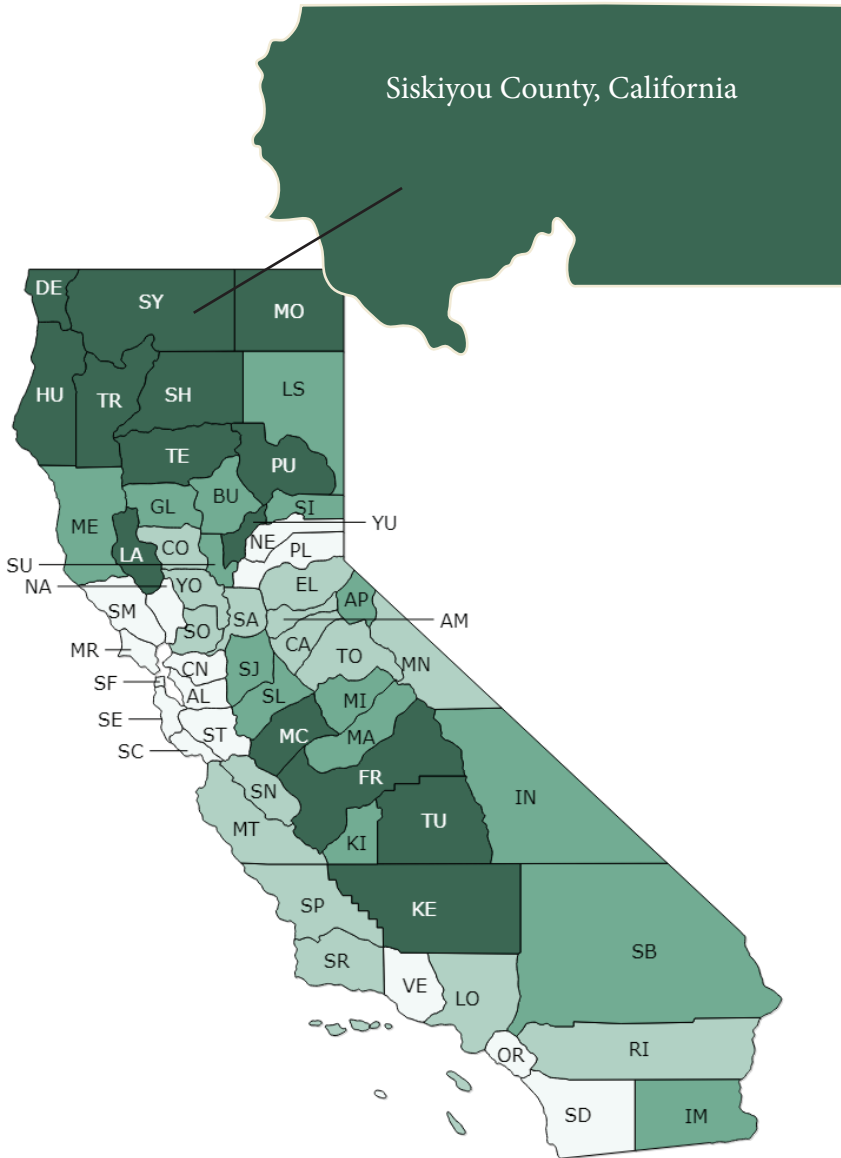 Siskiyou County, California
DE
SY
MO
HU
TR
SH
LS
TE
PU
ME
GL
BU
SI
YU
LA
CO
NE
PL
SU
NA
YO
EL
AP
SM
SO
SA
AM
MR
CN
SJ
CA
TO
MN
SF
AL
SL
MI
SE
ST
MC
MA
SC
FR
SN
IN
MT
KI
TU
SP
KE
SR
VE
LO
SB
OR
RI
SD
IM